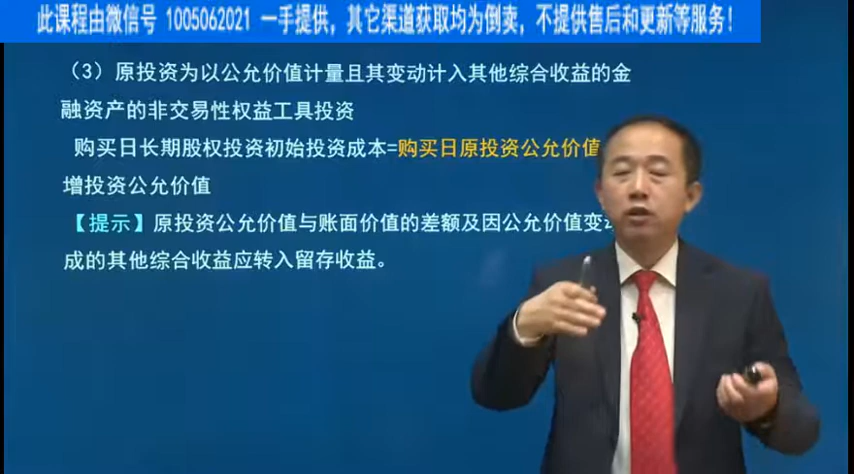 此课程由微信号 1005062021 一手提供，其它渠道获取均为倒卖，不提供售后和更新等服务！
（3）原投资为以公允价值计量且其变动计入其他综合收益的金
融资产的非交易性权益工具投资
购买日长期股权投资初始投资成本=购买日原投资公允价值
增投资公允价值
【提示】原投资公允价值与账面价值的差额及因公允价值变
成的其他综合收益应转入留存收益。